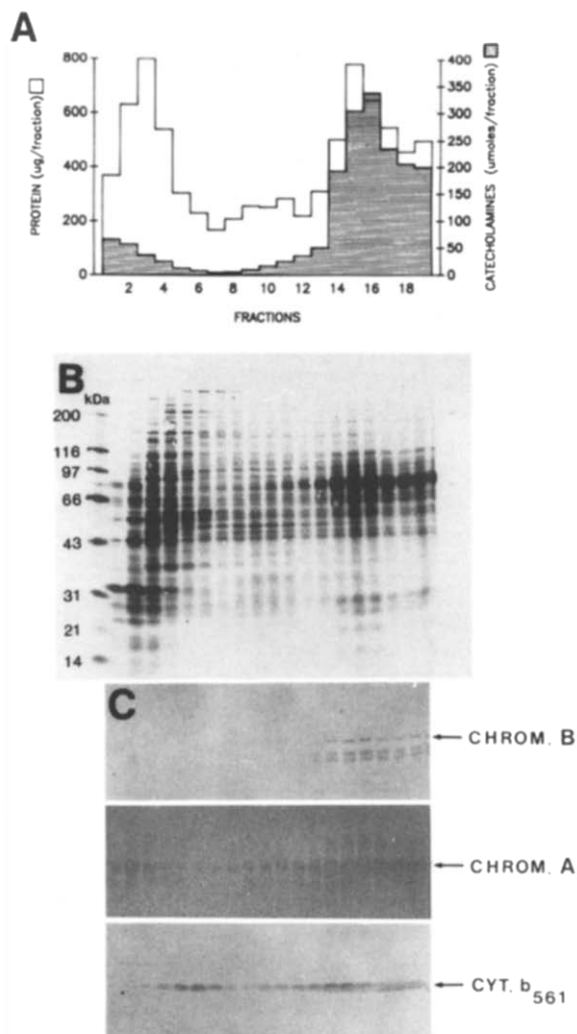 A
PROTEIN (ug/fraction)
800
600
400
200
0
2 4 6 8 10 12 14 16 18
FRACTIONS
400
350
300
250
200
150
100
50
0
CATECHOLAMINES (umoles/fraction)
B
kDa
200
116
97
66
43
31
21
14
C
CHROM. B
CHROM. A
CYT. b561